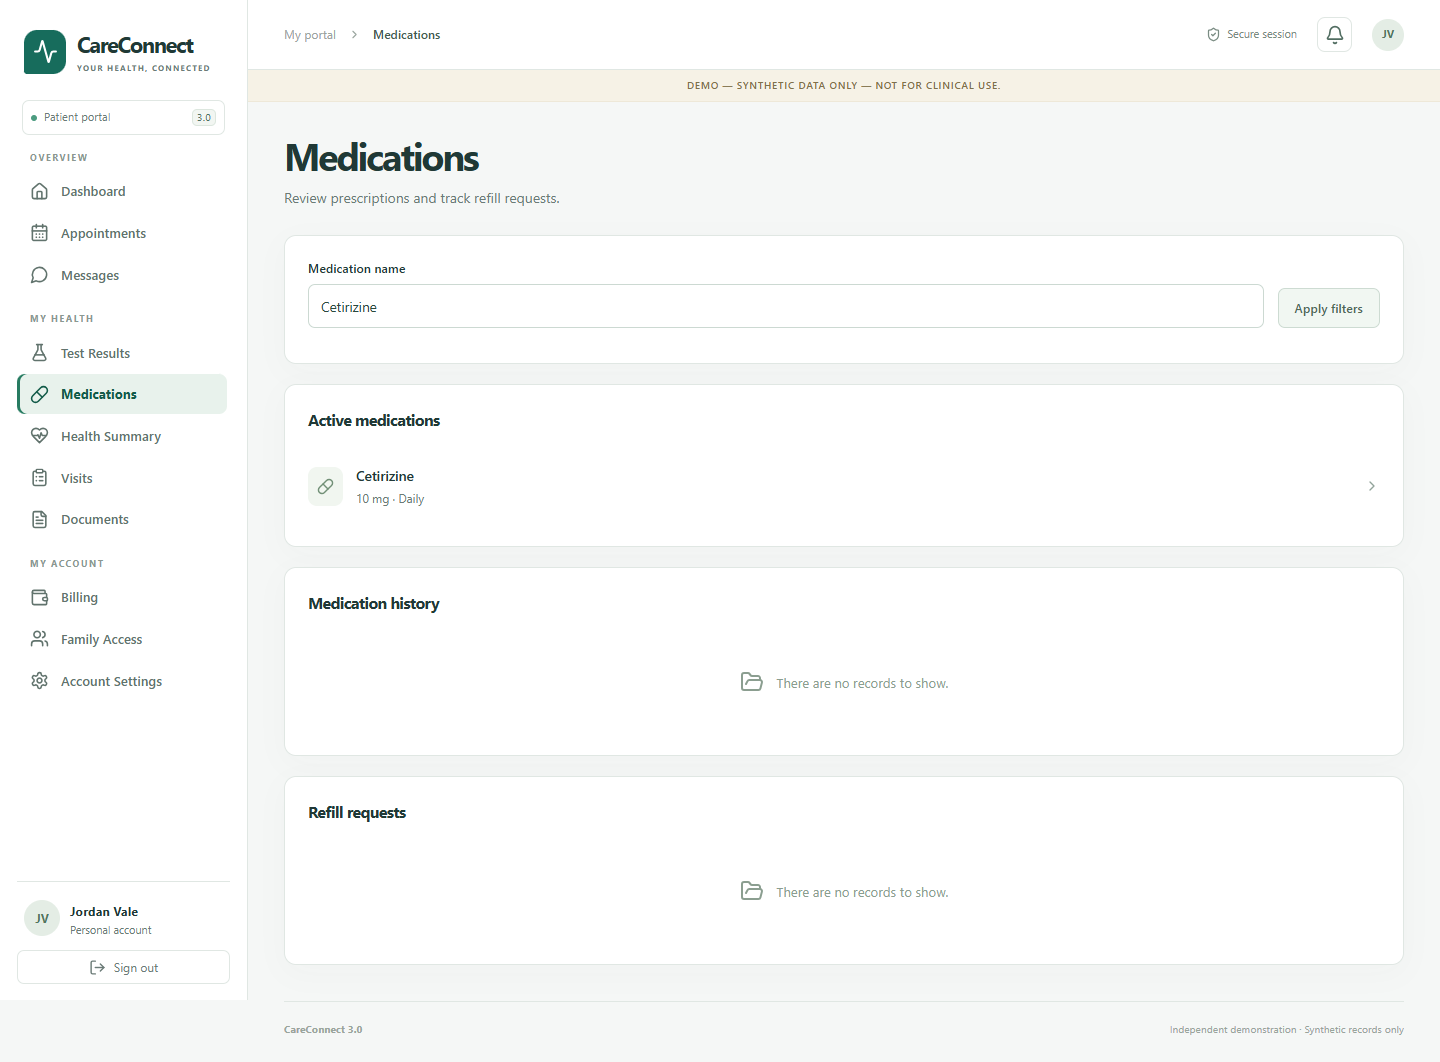 CareConnect
YOUR HEALTH, CONNECTED
Patient portal 3.0
OVERVIEW
Dashboard
Appointments
Messages
MY HEALTH
Test Results
Medications
Health Summary
Visits
Documents
MY ACCOUNT
Billing
Family Access
Account Settings
JV
Jordan Vale
Personal account
Sign out
My portal > Medications
Secure session
JV
DEMO — SYNTHETIC DATA ONLY — NOT FOR CLINICAL USE.
Medications
Review prescriptions and track refill requests.
Medication name
Cetirizine
Apply filters
Active medications
Cetirizine
10 mg · Daily
Medication history
There are no records to show.
Refill requests
There are no records to show.
CareConnect 3.0
Independent demonstration · Synthetic records only